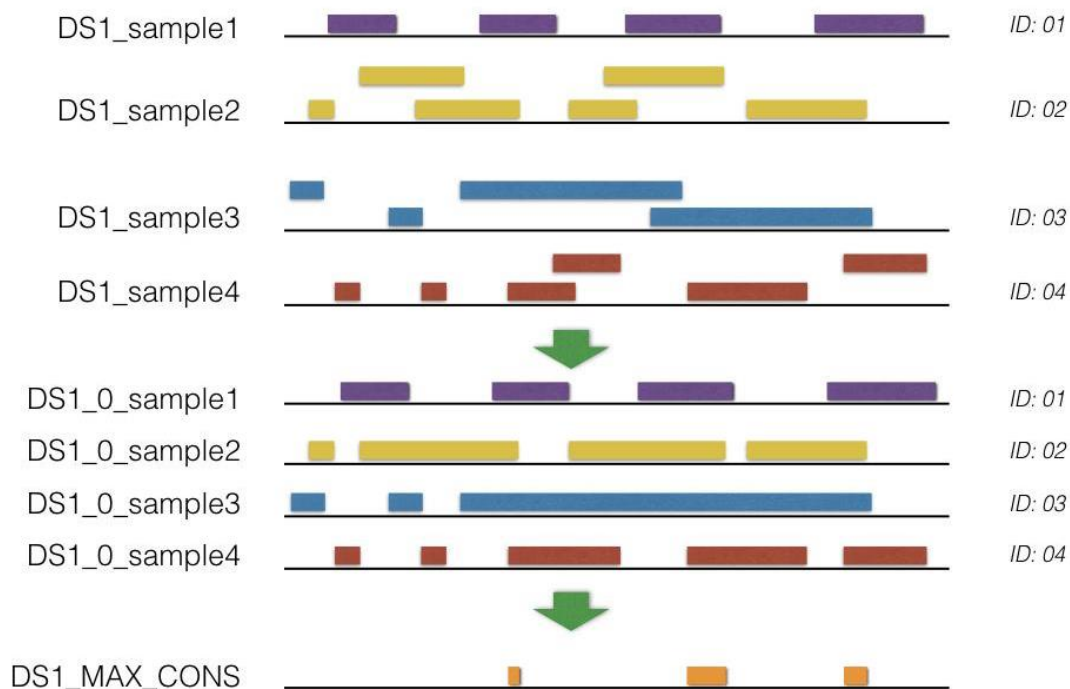 DS1_sample1 ID: 01
DS1_sample2 ID: 02
DS1_sample3 ID: 03
DS1_sample4 ID: 04
DS1_0_sample1 ID: 01
DS1_0_sample2 ID: 02
DS1_0_sample3 ID: 03
DS1_0_sample4 ID: 04
DS1_MAX_CONS